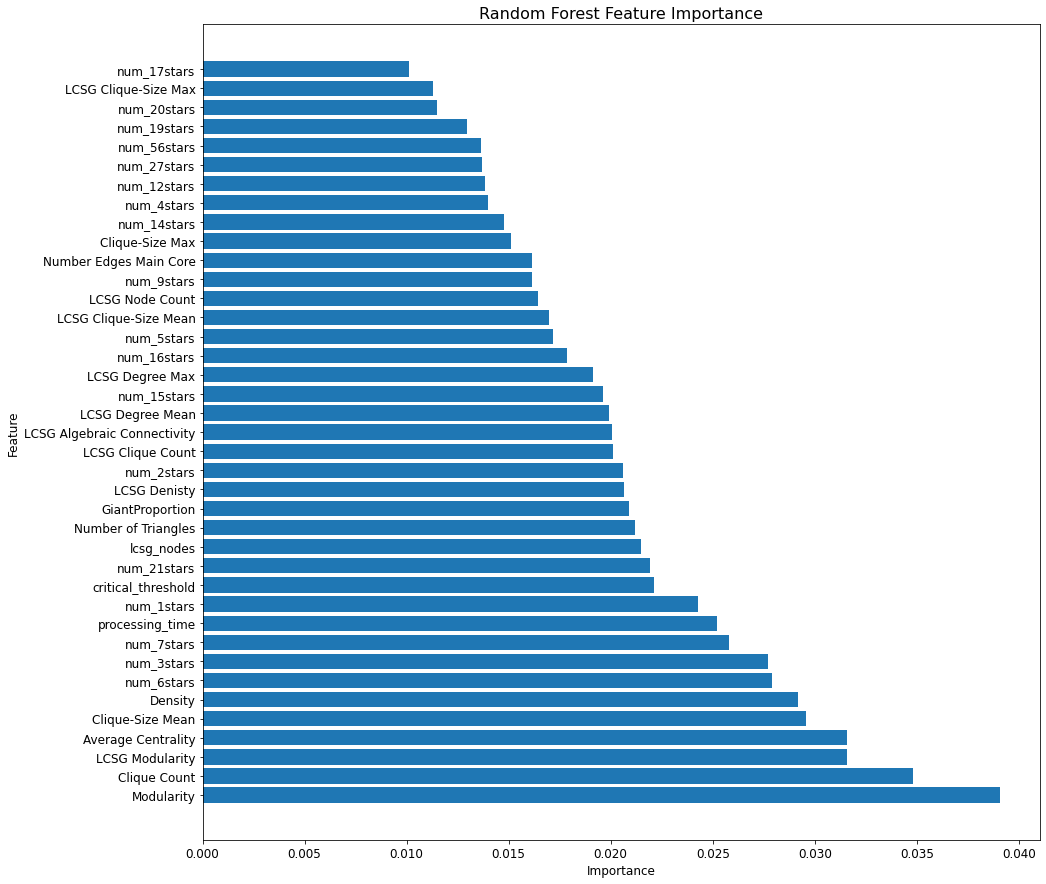 Random Forest Feature Importance
num_17stars
LCSG Clique-Size Max
num_20stars
num_19stars
num_56stars
num_27stars
num_12stars
num_4stars
num_14stars
Clique-Size Max
Number Edges Main Core
num_9stars
LCSG Node Count
LCSG Clique-Size Mean
num_5stars
num_16stars
LCSG Degree Max
num_15stars
LCSG Degree Mean
LCSG Algebraic Connectivity
LCSG Clique Count
num_2stars
LCSG Denisty
GiantProportion
Number of Triangles
lcsg_nodes
num_21stars
critical_threshold
num_1stars
processing_time
num_7stars
num_3stars
num_6stars
Density
Clique-Size Mean
Average Centrality
LCSG Modularity
Clique Count
Modularity
Feature
0.000 0.005 0.010 0.015 0.020 0.025 0.030 0.035 0.040
Importance